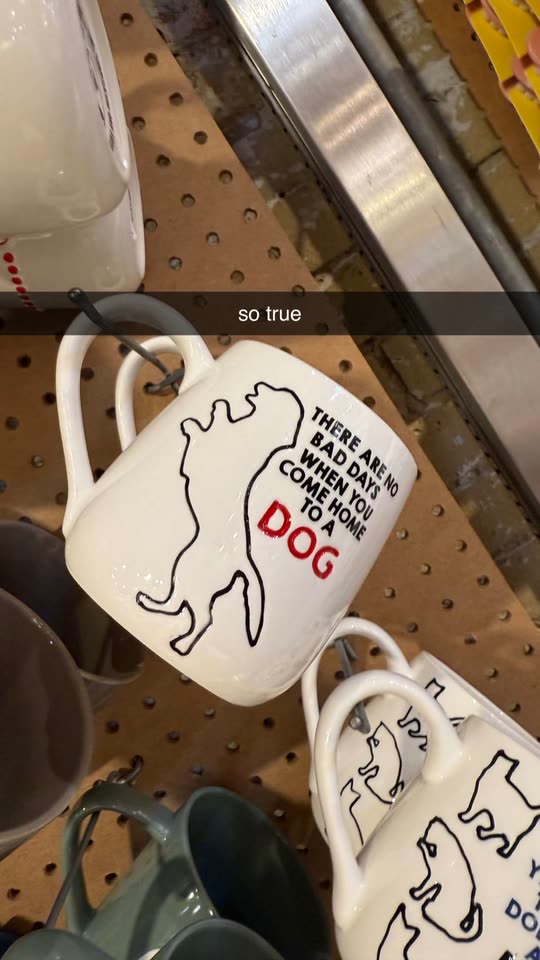 so true
THERE ARE NO
BAD DAYS
WHEN YOU
COME HOME
TO A
DOG